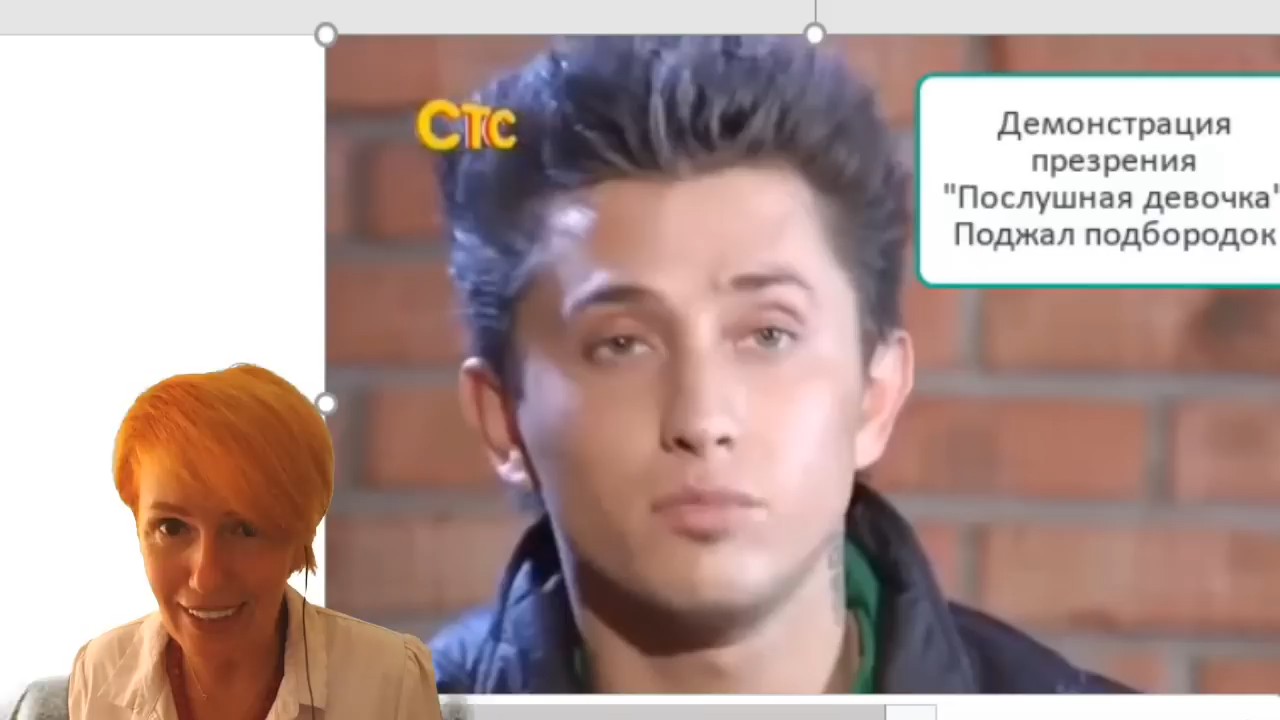 СТС
Демонстрация
презрения
"Послушная девочка"
Поджал подбородок